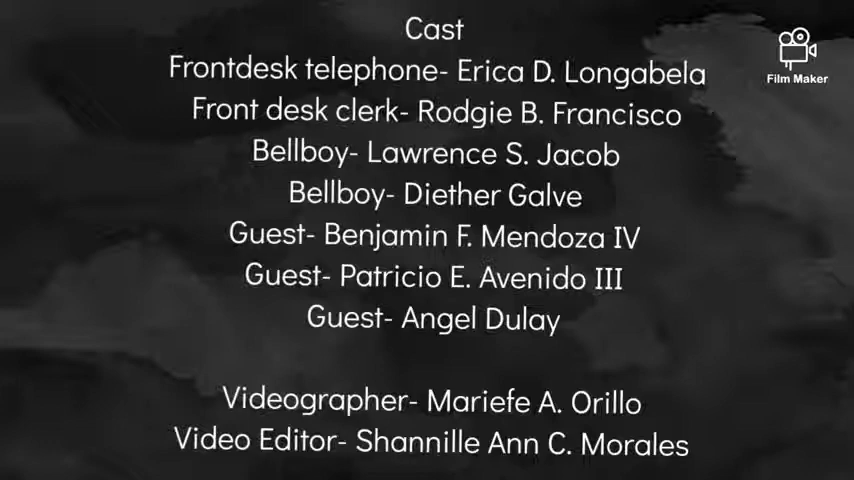 Cast
Frontdesk telephone- Erica D. Longabela
Front desk clerk- Rodgie B. Francisco
Bellboy- Lawrence S. Jacob
Bellboy- Diether Galve
Guest- Benjamin F. Mendoza IV
Guest- Patricio E. Avenido III
Guest- Angel Dulay
Videographer- Mariefe A. Orillo
Video Editor- Shannille Ann C. Morales
Film Maker